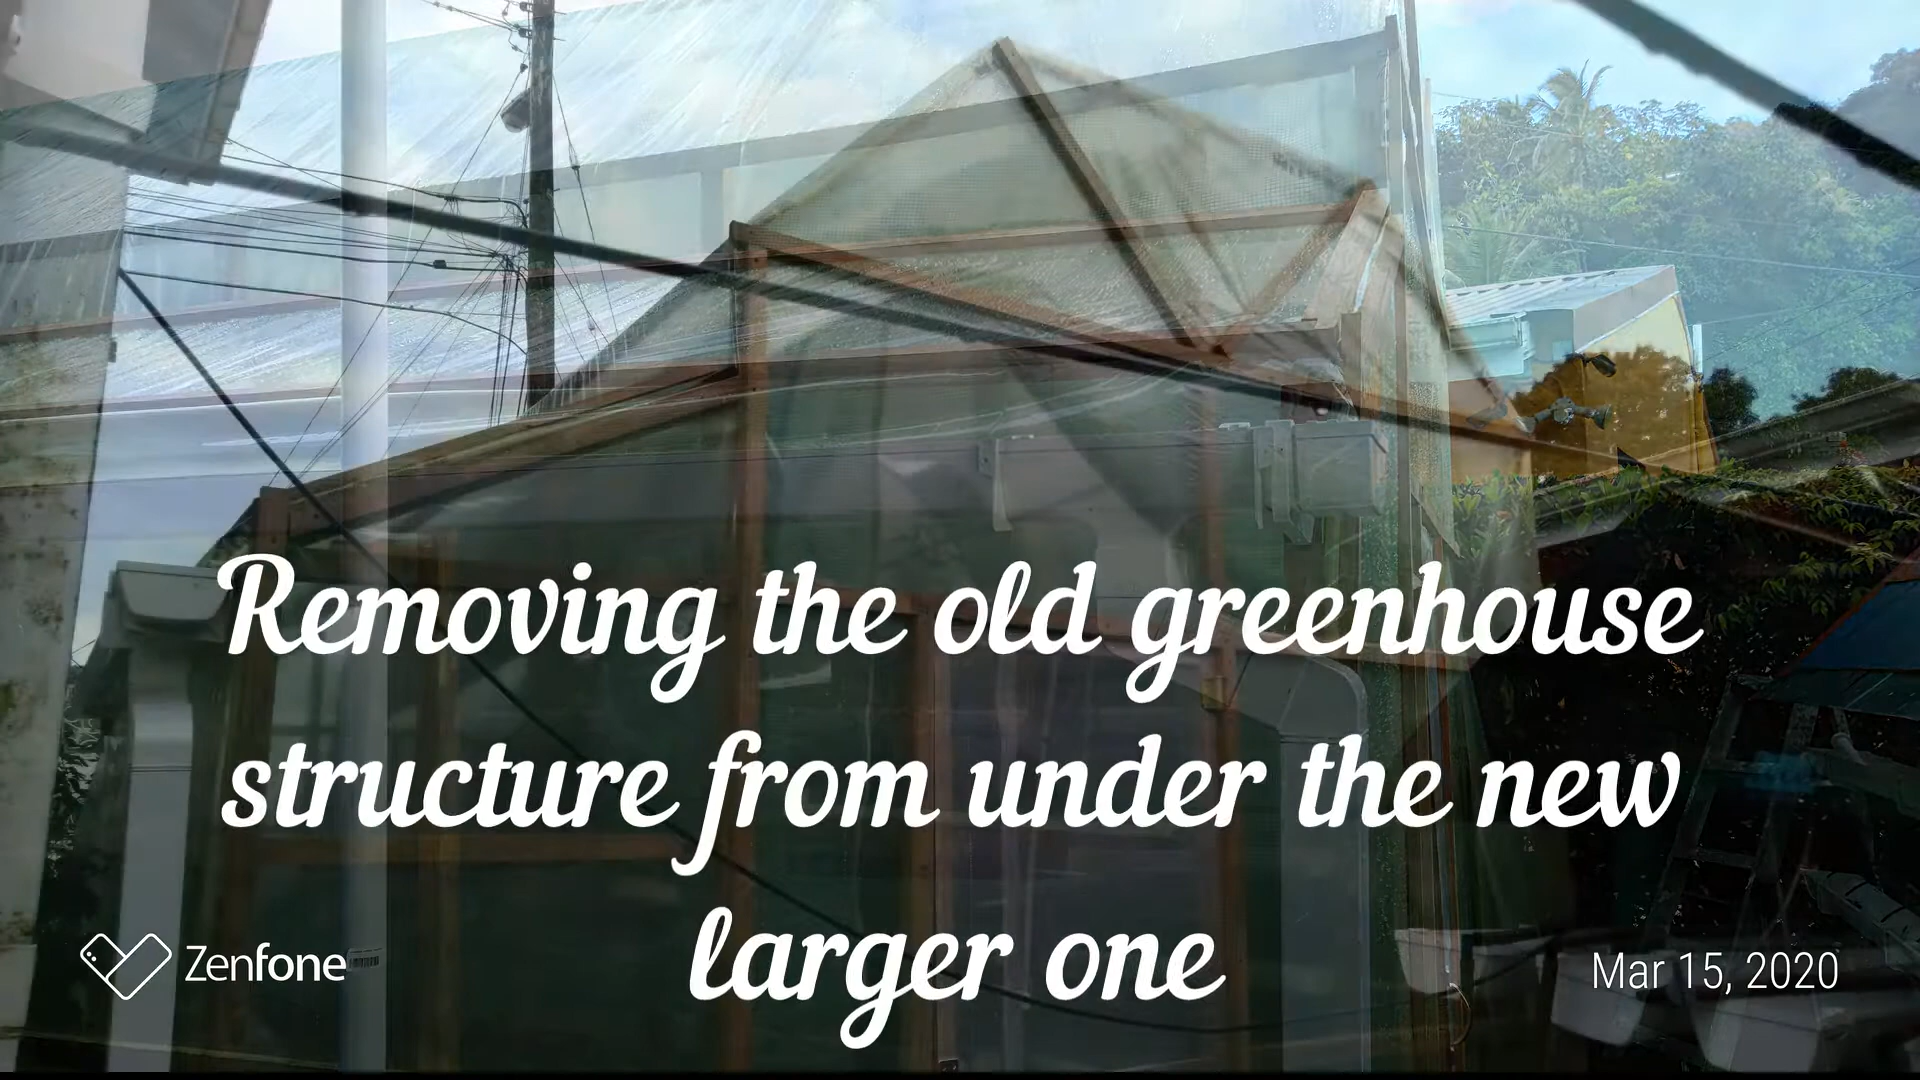 Removing the old greenhouse
structure from under the new
larger one
Zenfone
Mar 15, 2020